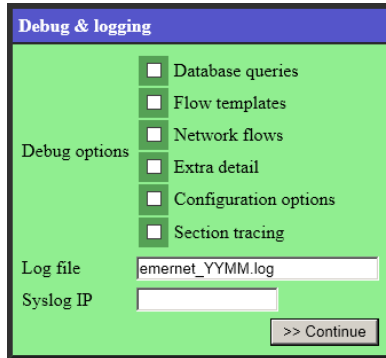 Debug & logging
Database queries
Flow templates
Network flows
Debug options
Extra detail
Configuration options
Section tracing
Log file emernet_YYMM.log
Syslog IP
>> Continue